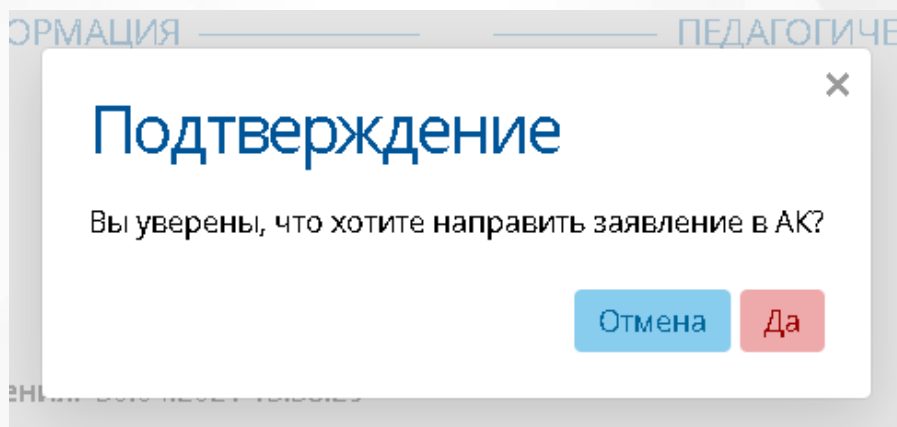 ОРМАЦИЯ ПЕДАГОГИЧЕ
×
Подтверждение
Вы уверены, что хотите направить заявление в АК?
Отмена Да